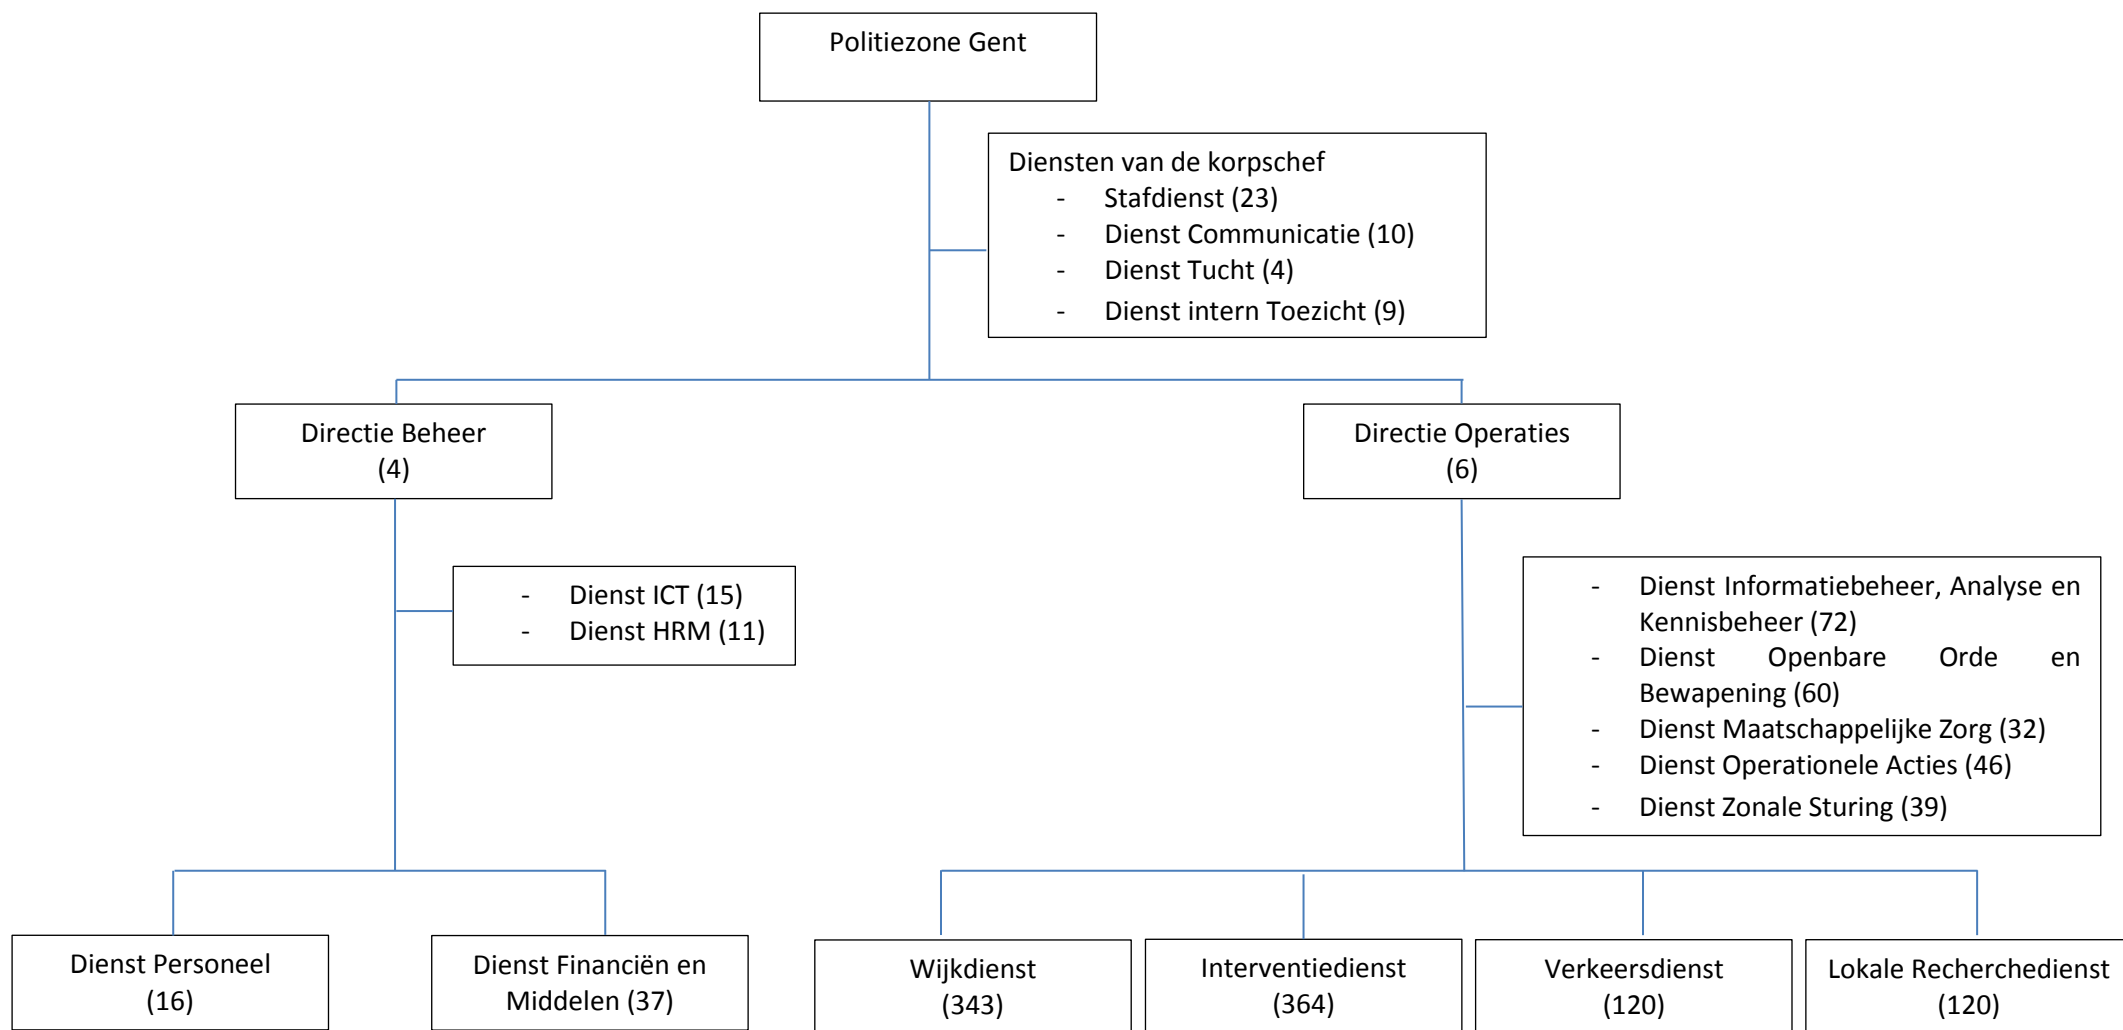 Politiezone Gent
Diensten van de korpschef
- Stafdienst (23)
- Dienst Communicatie (10)
- Dienst Tucht (4)
- Dienst intern Toezicht (9)
Directie Beheer
(4)
Directie Operaties
(6)
- Dienst ICT (15)
- Dienst HRM (11)
- Dienst Informatiebeheer, Analyse en
Kennisbeheer (72)
- Dienst Openbare Orde en
Bewapening (60)
- Dienst Maatschappelijke Zorg (32)
- Dienst Operationele Acties (46)
- Dienst Zonale Sturing (39)
Dienst Personeel
(16)
Dienst Financiën en
Middelen (37)
Wijkdienst
(343)
Interventiedienst
(364)
Verkeersdienst
(120)
Lokale Recherchedienst
(120)